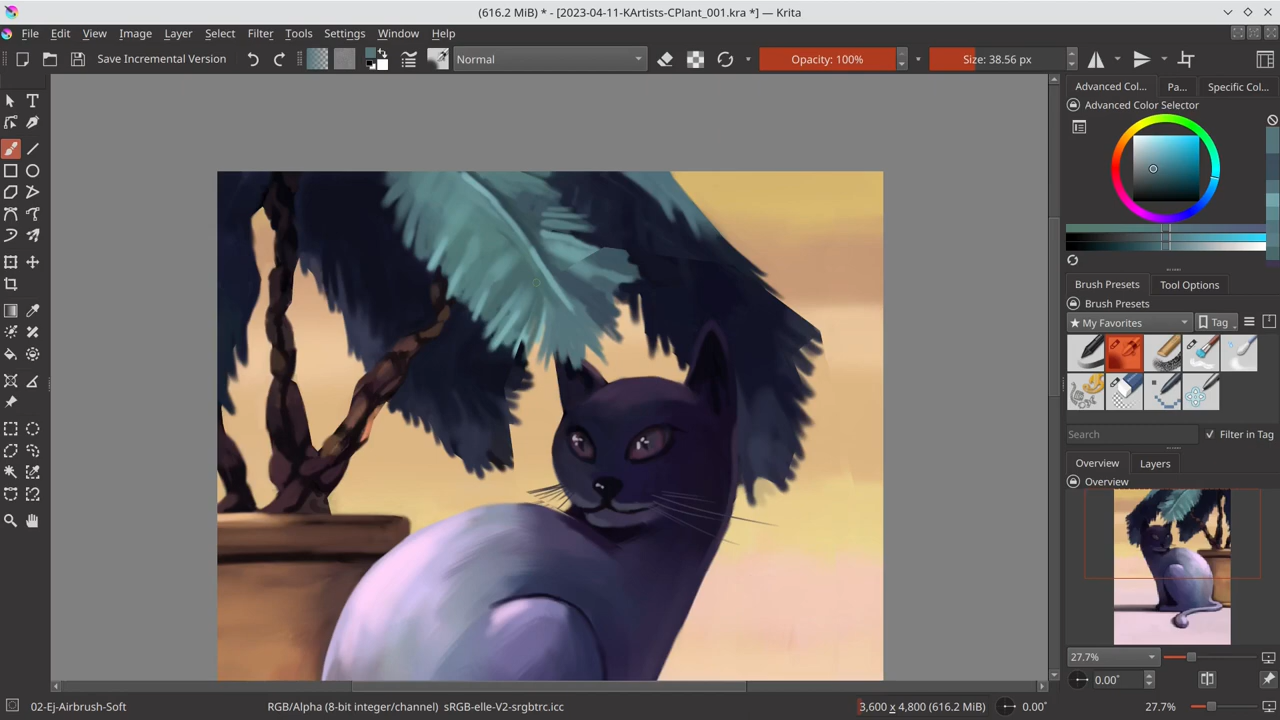 (616.2 MiB) * - [2023-04-11-KArtists-CPlant_001.kra *] — Krita
File Edit View Image Layer Select Filter Tools Settings Window Help
Save Incremental Version Normal Opacity: 100% Size: 38.56 px
Advanced Col... Pa... Specific Col...
Advanced Color Selector
Brush Presets Tool Options
Brush Presets
★ My Favorites Tag
Search Filter in Tag
Overview Layers
Overview
27.7%
0.00°
02-Ej-Airbrush-Soft RGB/Alpha (8-bit integer/channel) sRGB-elle-V2-srgbtrc.icc 3,600 x 4,800 (616.2 MiB) 0.00° 27.7%